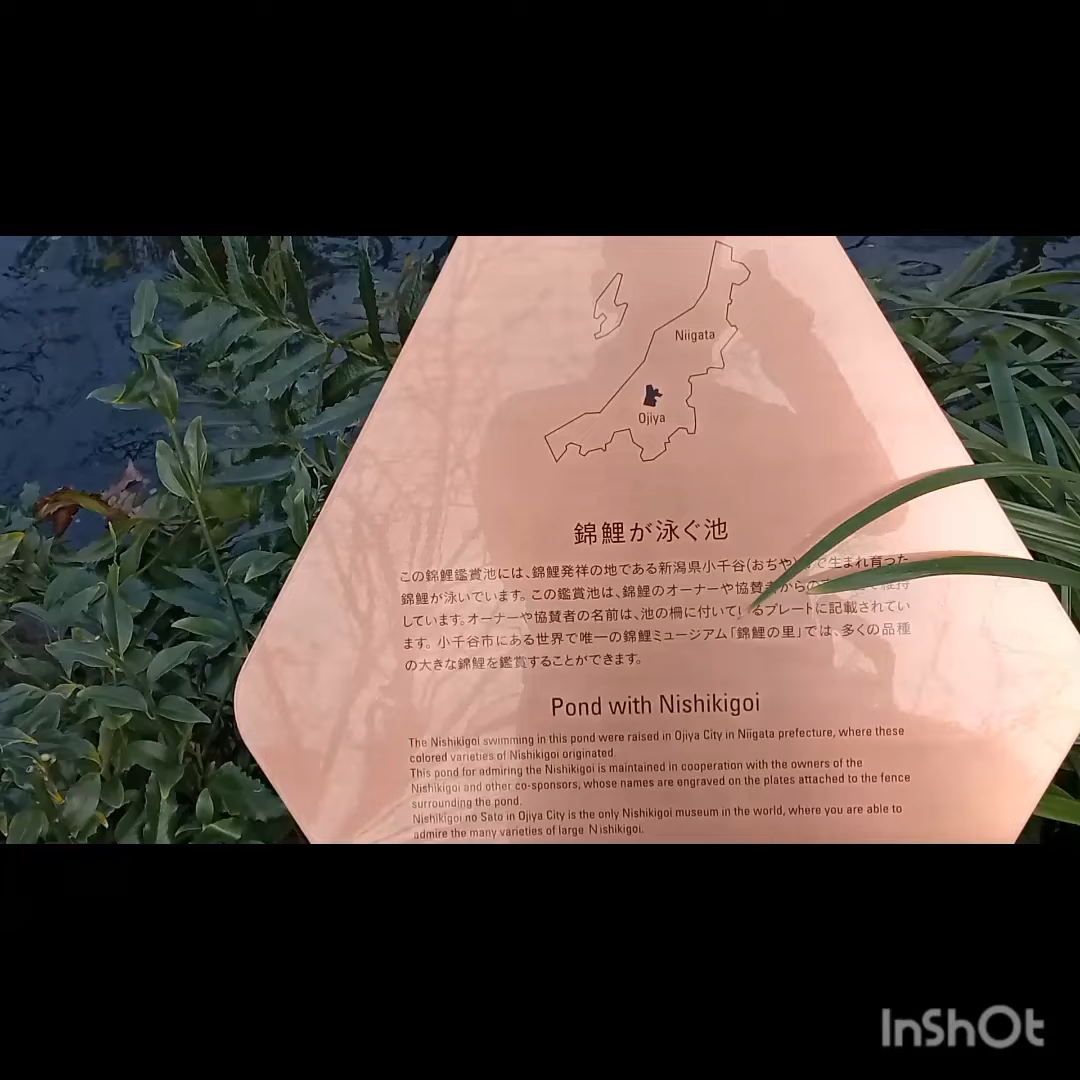 Niigata
Ojiya
錦鯉が泳ぐ池
この錦鯉鑑賞池には、錦鯉発祥の地である新潟県小千谷(おぢや) で生まれ育った
錦鯉が泳いでいます。この鑑賞池は、錦鯉のオーナーや協賛者からの 維持
しています。オーナーや協賛者の名前は、池の柵に付いているプレートに記載されてい
ます。小千谷市にある世界で唯一の錦鯉ミュージアム「錦鯉の里」では、多くの品種
の大きな錦鯉を鑑賞することができます。
Pond with Nishikigoi
The Nishikigoi swimming in this pond were raised in Ojiya City in Niigata prefecture, where these
colored varieties of Nishikigoi originated.
This pond for admiring the Nishikigoi is maintained in cooperation with the owners of the
Nishikigoi and other co-sponsors, whose names are engraved on the plates attached to the fence
surrounding the pond.
Nishikigoi no Sato in Ojiya City is the only Nishikigoi museum in the world, where you are able to
admire the many varieties of large Nishikigoi.
InShOt